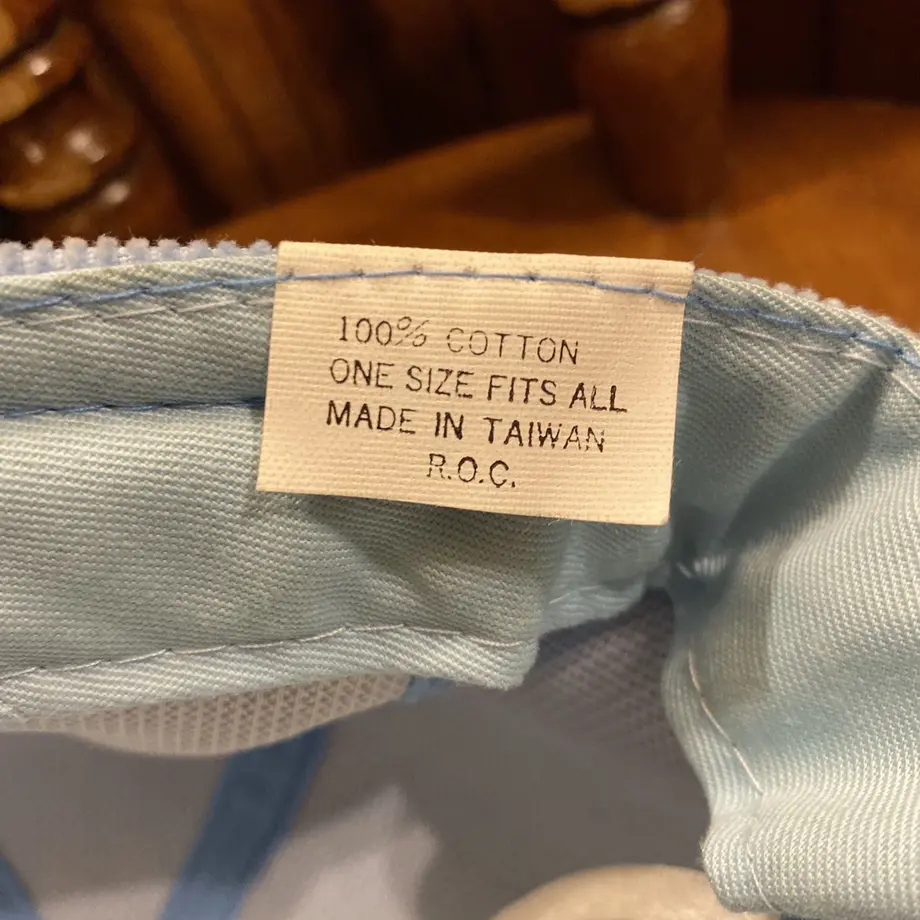 100% COTTON
ONE SIZE FITS ALL
MADE IN TAIWAN
R.O.C.